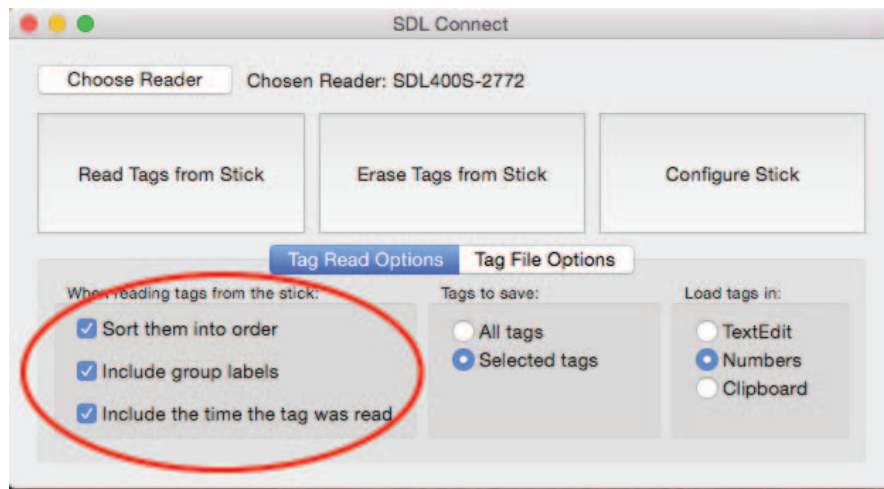 SDL Connect
Choose Reader
Chosen Reader: SDL400S-2772
Read Tags from Stick
Erase Tags from Stick
Configure Stick
Tag Read Options
Tag File Options
When reading tags from the stick:
Sort them into order
Include group labels
Include the time the tag was read
Tags to save:
All tags
Selected tags
Load tags in:
TextEdit
Numbers
Clipboard